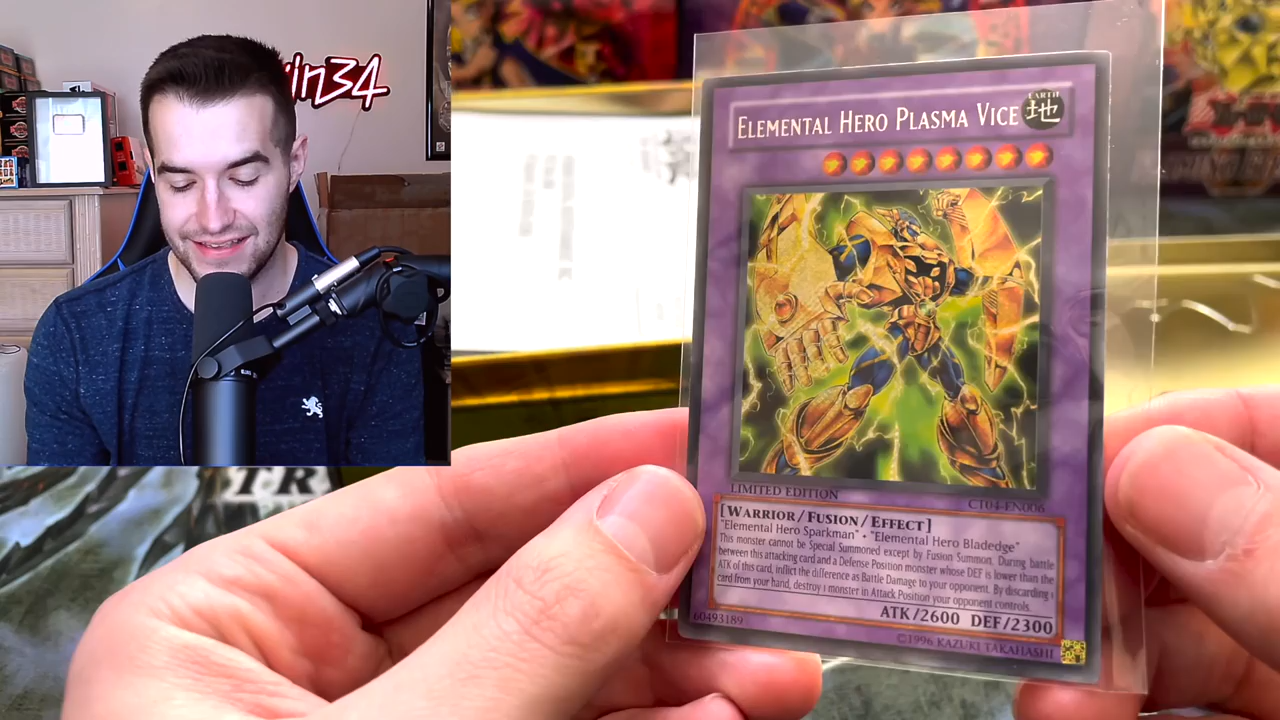 in34
TR
ELEMENTAL HERO PLASMA VICE
EARTH
地
LIMITED EDITION
CT04-EN006
[WARRIOR/FUSION/EFFECT]
"Elemental Hero Sparkman" + "Elemental Hero Bladedge"
This monster cannot be Special Summoned except by Fusion Summon. During battle
between this attacking card and a Defense Position monster whose DEF is lower than the
ATK of this card, inflict the difference as Battle Damage to your opponent. By discarding 1
card from your hand, destroy 1 monster in Attack Position your opponent controls.
ATK/2600 DEF/2300
60493189
©1996 KAZUKI TAKAHASHI